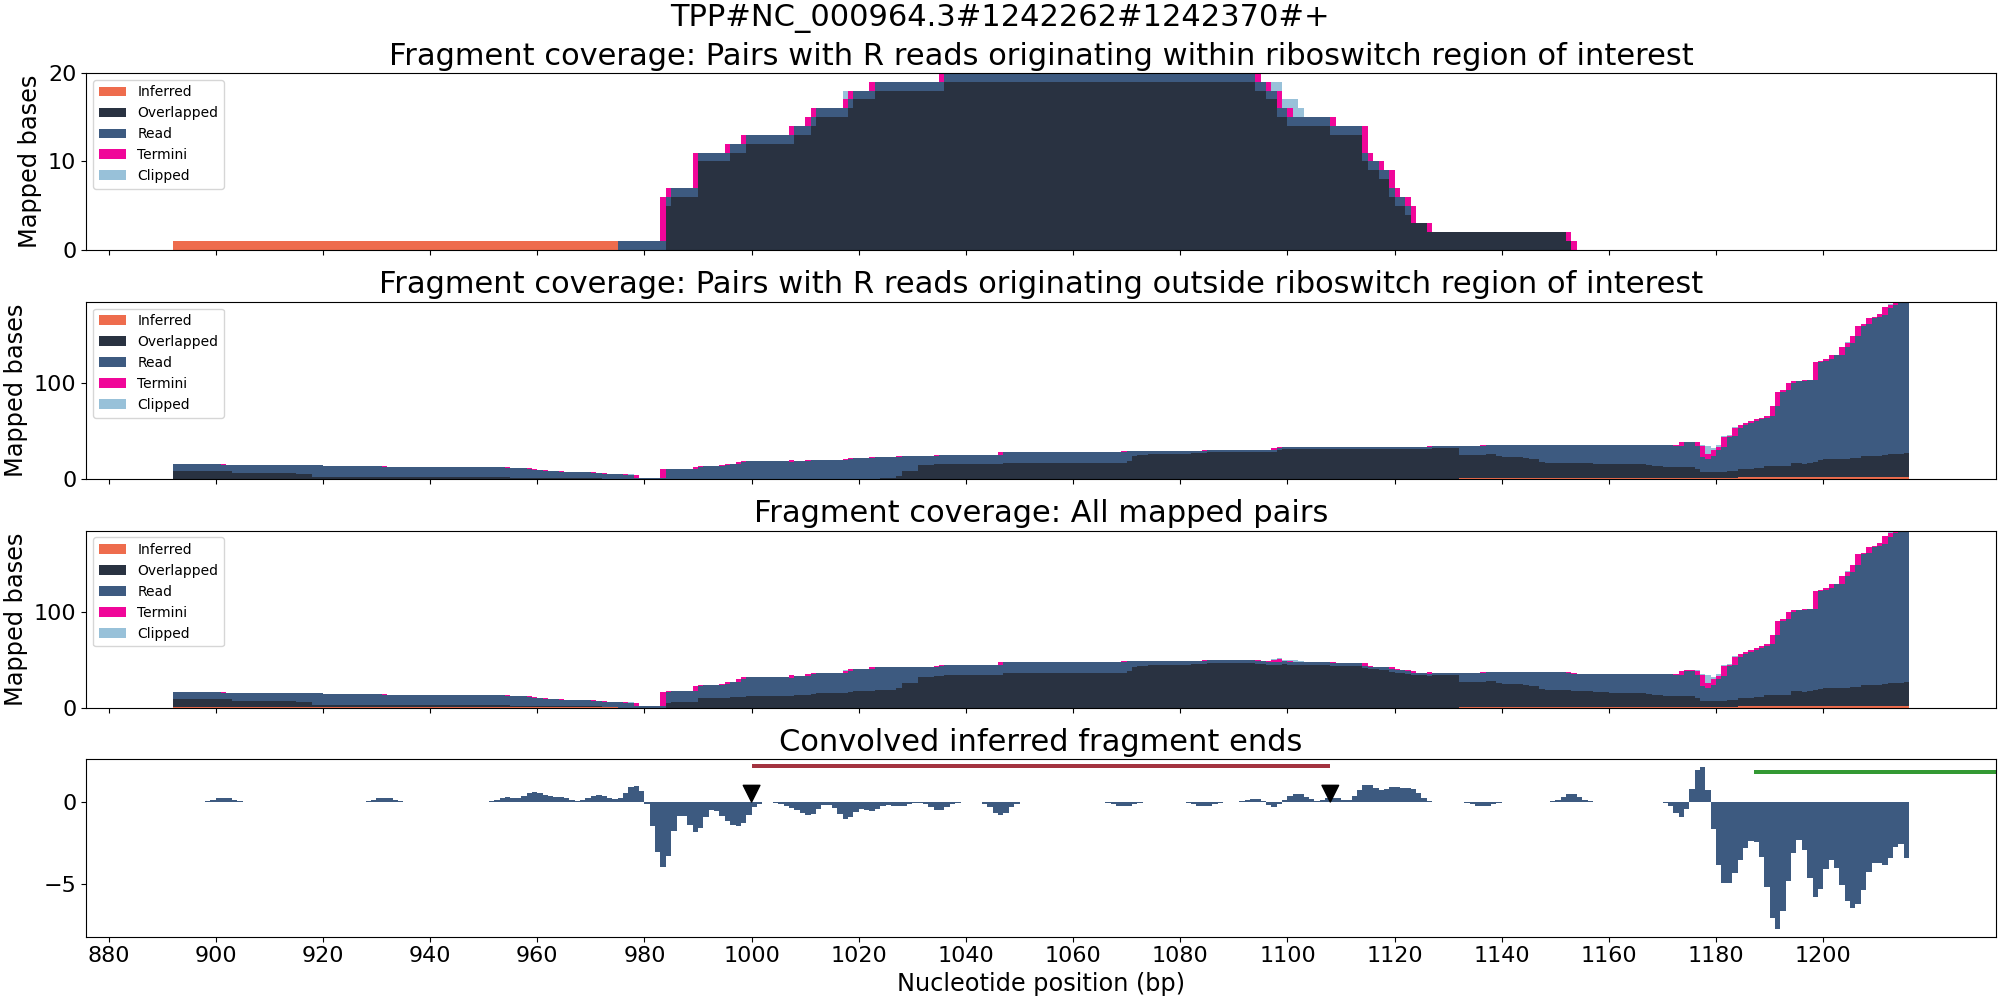 TPP#NC_000964.3#1242262#1242370#+
Fragment coverage: Pairs with R reads originating within riboswitch region of interest
Mapped bases
20
10
0
Inferred
Overlapped
Read
Termini
Clipped
Fragment coverage: Pairs with R reads originating outside riboswitch region of interest
Mapped bases
100
0
Inferred
Overlapped
Read
Termini
Clipped
Fragment coverage: All mapped pairs
Mapped bases
100
0
Inferred
Overlapped
Read
Termini
Clipped
Convolved inferred fragment ends
0
−5
880 900 920 940 960 980 1000 1020 1040 1060 1080 1100 1120 1140 1160 1180 1200
Nucleotide position (bp)